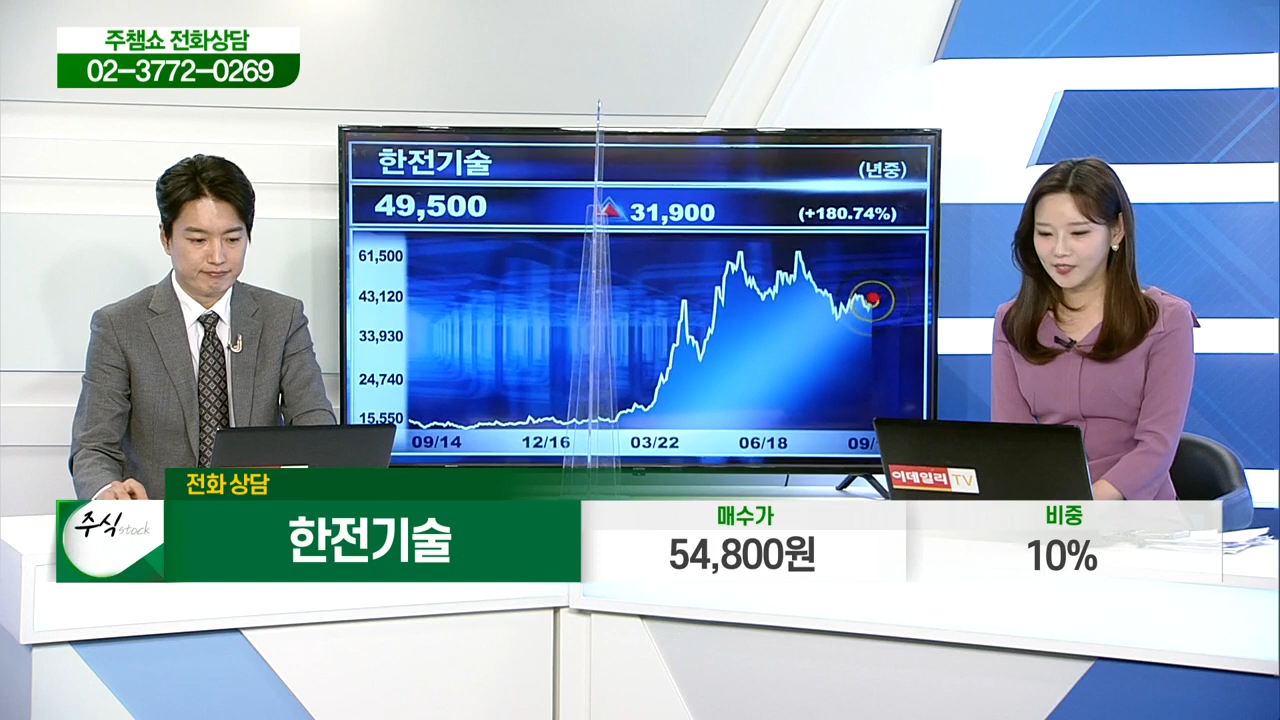 주챔쇼 전화상담
02-3772-0269
한전기술
(년중)
49,500 31,900 (+180.74%)
61,500
43,120
33,930
24,740
15,550
09/14 12/16 03/22 06/18 09/
이데일리TV
전화 상담
주식 stock
한전기술
매수가
54,800원
비중
10%